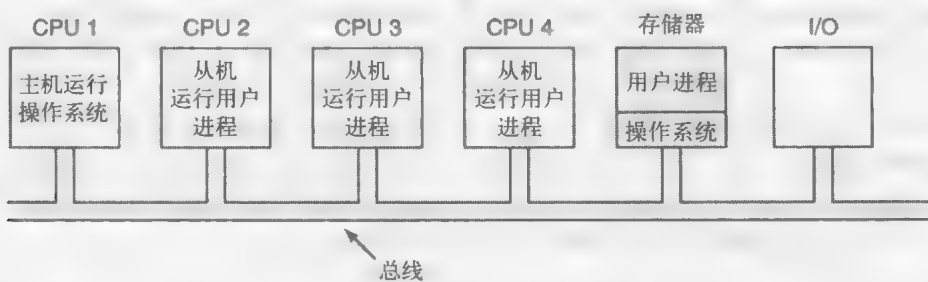 CPU 1
CPU 2
CPU 3
CPU 4
存储器
I/O
主机运行
操作系统
从机
运行用户
进程
从机
运行用户
进程
从机
运行用户
进程
用户进程
操作系统
总线